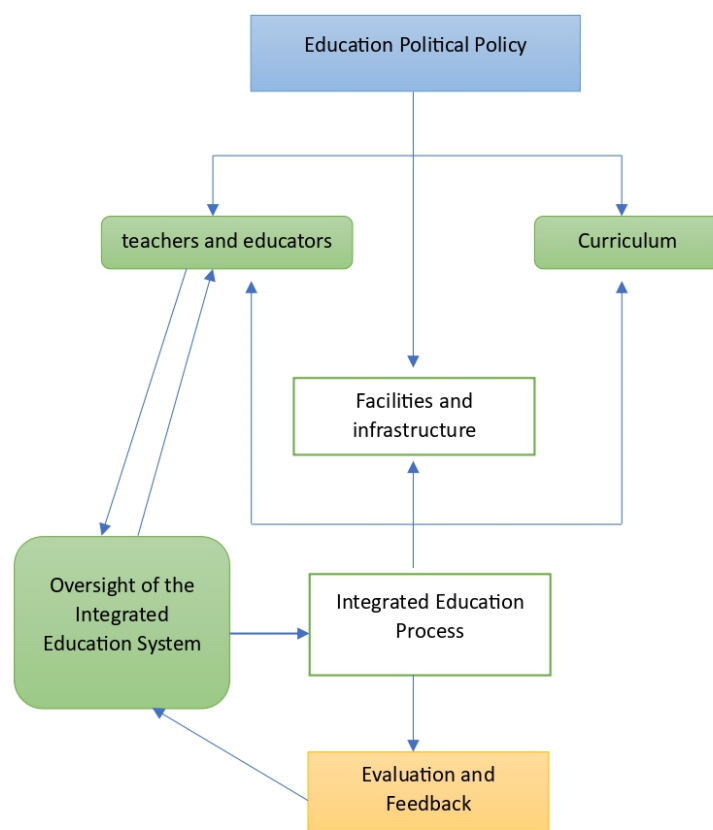 Education Political Policy
teachers and educators
Curriculum
Facilities and
infrastructure
Oversight of the
Integrated
Education System
Integrated Education
Process
Evaluation and
Feedback